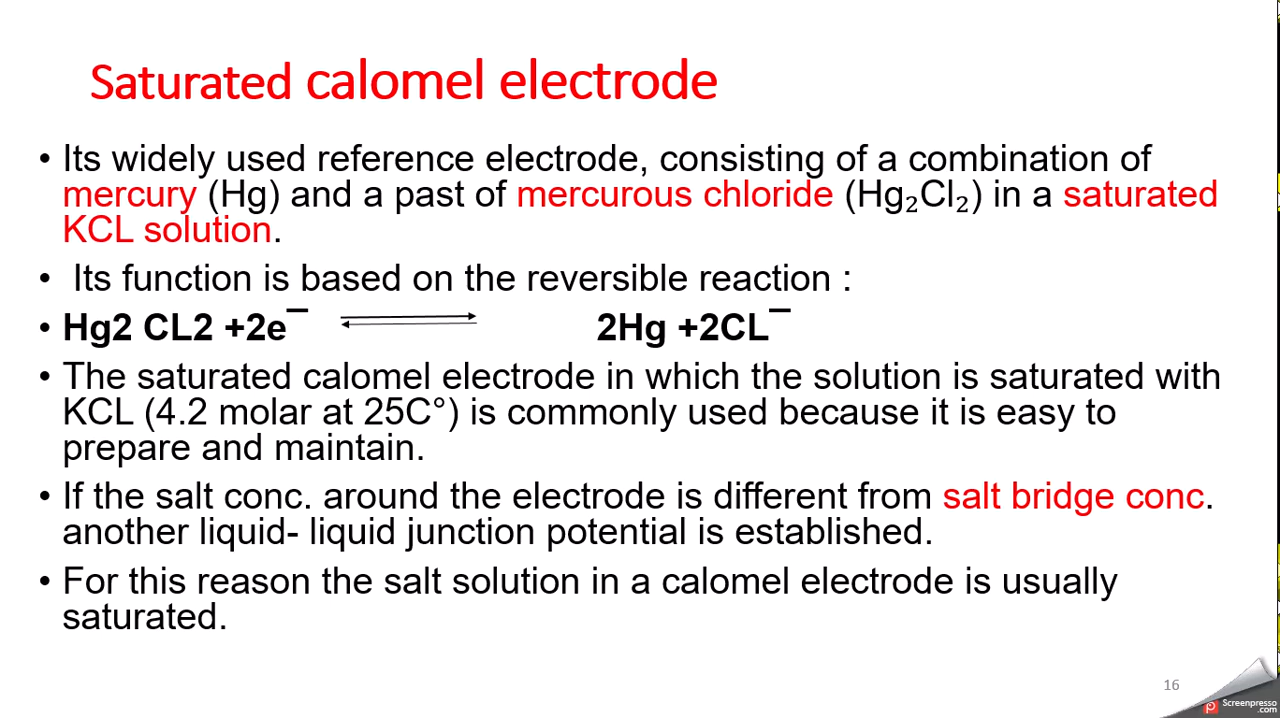 Saturated calomel electrode
• Its widely used reference electrode, consisting of a combination of
mercury (Hg) and a past of mercurous chloride (Hg₂Cl₂) in a saturated
KCL solution.
• Its function is based on the reversible reaction :
• Hg2 CL2 +2e¯ ⇌ 2Hg +2CL¯
• The saturated calomel electrode in which the solution is saturated with
KCL (4.2 molar at 25C°) is commonly used because it is easy to
prepare and maintain.
• If the salt conc. around the electrode is different from salt bridge conc.
another liquid- liquid junction potential is established.
• For this reason the salt solution in a calomel electrode is usually
saturated.
16
Screenpresso
.com